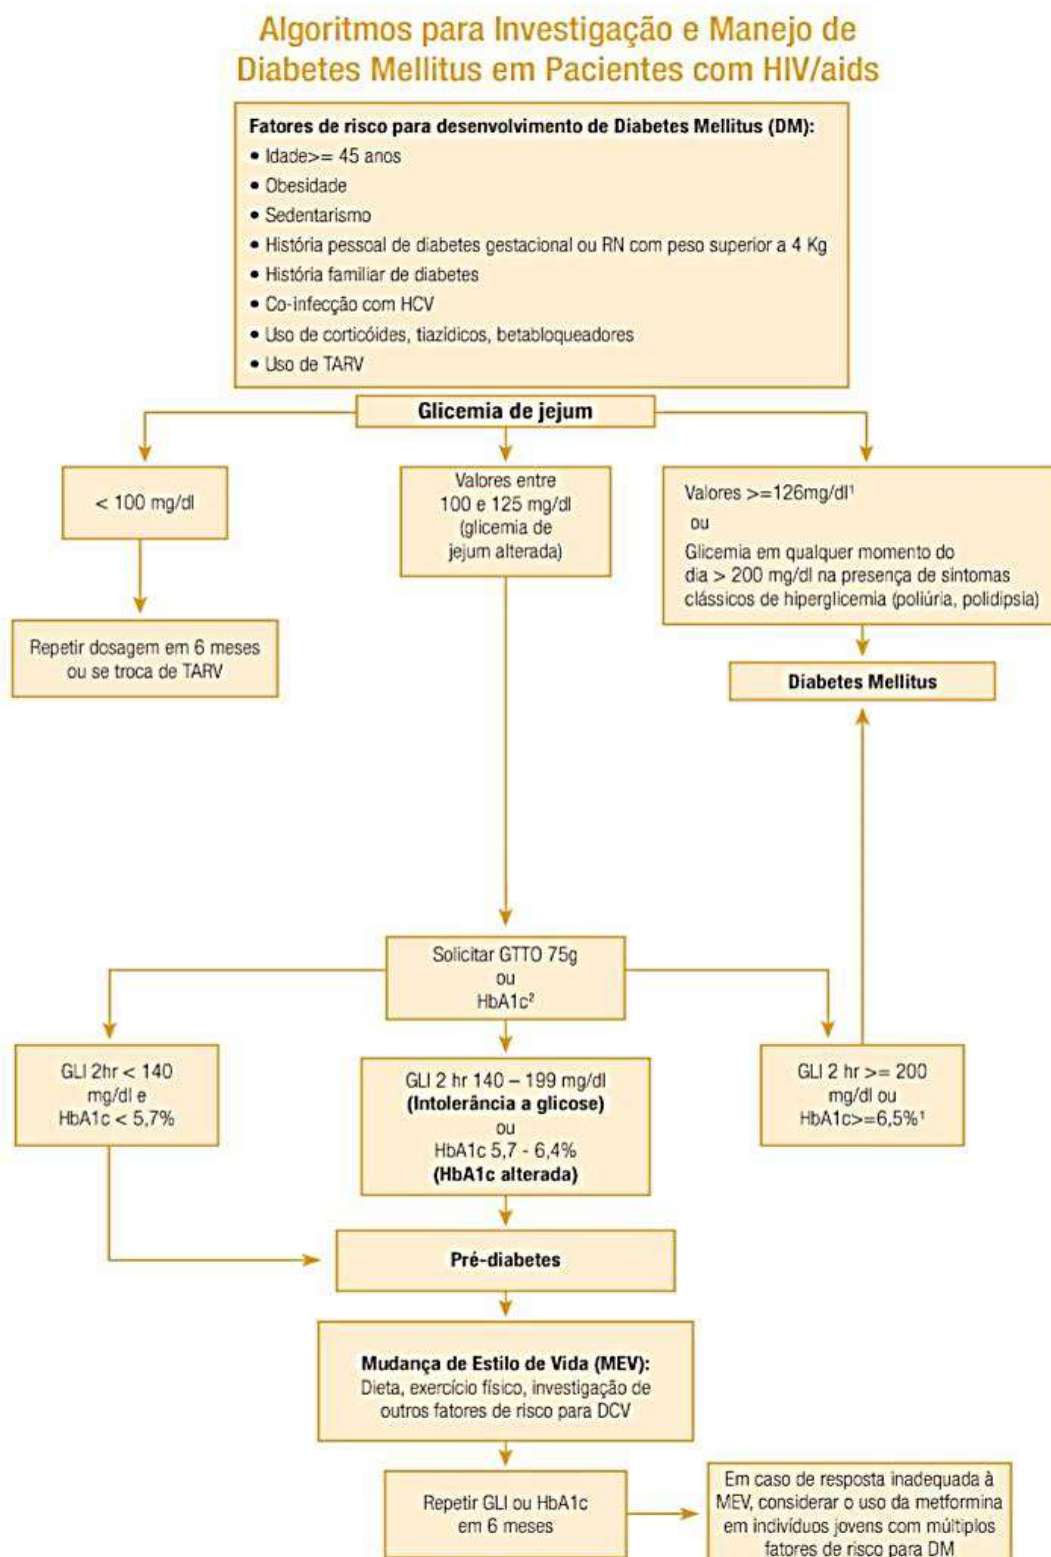 Algoritmos para Investigação e Manejo de
Diabetes Mellitus em Pacientes com HIV/aids
Fatores de risco para desenvolvimento de Diabetes Mellitus (DM):
• Idade>= 45 anos
• Obesidade
• Sedentarismo
• História pessoal de diabetes gestacional ou RN com peso superior a 4 Kg
• História familiar de diabetes
• Co-infecção com HCV
• Uso de corticóides, tiazídicos, betabloqueadores
• Uso de TARV
Glicemia de jejum
< 100 mg/dl
Valores entre
100 e 125 mg/dl
(glicemia de
jejum alterada)
Valores >=126mg/dl¹
ou
Glicemia em qualquer momento do
dia > 200 mg/dl na presença de sintomas
clássicos de hiperglicemia (poliúria, polidipsia)
Repetir dosagem em 6 meses
ou se troca de TARV
Diabetes Mellitus
Solicitar GTTO 75g
ou
HbA1c²
GLI 2hr < 140
mg/dl e
HbA1c < 5,7%
GLI 2 hr 140 – 199 mg/dl
(Intolerância a glicose)
ou
HbA1c 5,7 - 6,4%
(HbA1c alterada)
GLI 2 hr >= 200
mg/dl ou
HbA1c>=6,5%¹
Pré-diabetes
Mudança de Estilo de Vida (MEV):
Dieta, exercício físico, investigação de
outros fatores de risco para DCV
Repetir GLI ou HbA1c
em 6 meses
Em caso de resposta inadequada à
MEV, considerar o uso da metformina
em indivíduos jovens com múltiplos
fatores de risco para DM